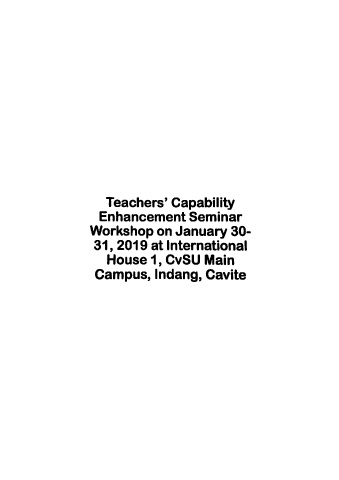 Teachers' Capability
Enhancement Seminar
Workshop on January 30-
31, 2019 at International
House 1, CvSU Main
Campus, Indang, Cavite